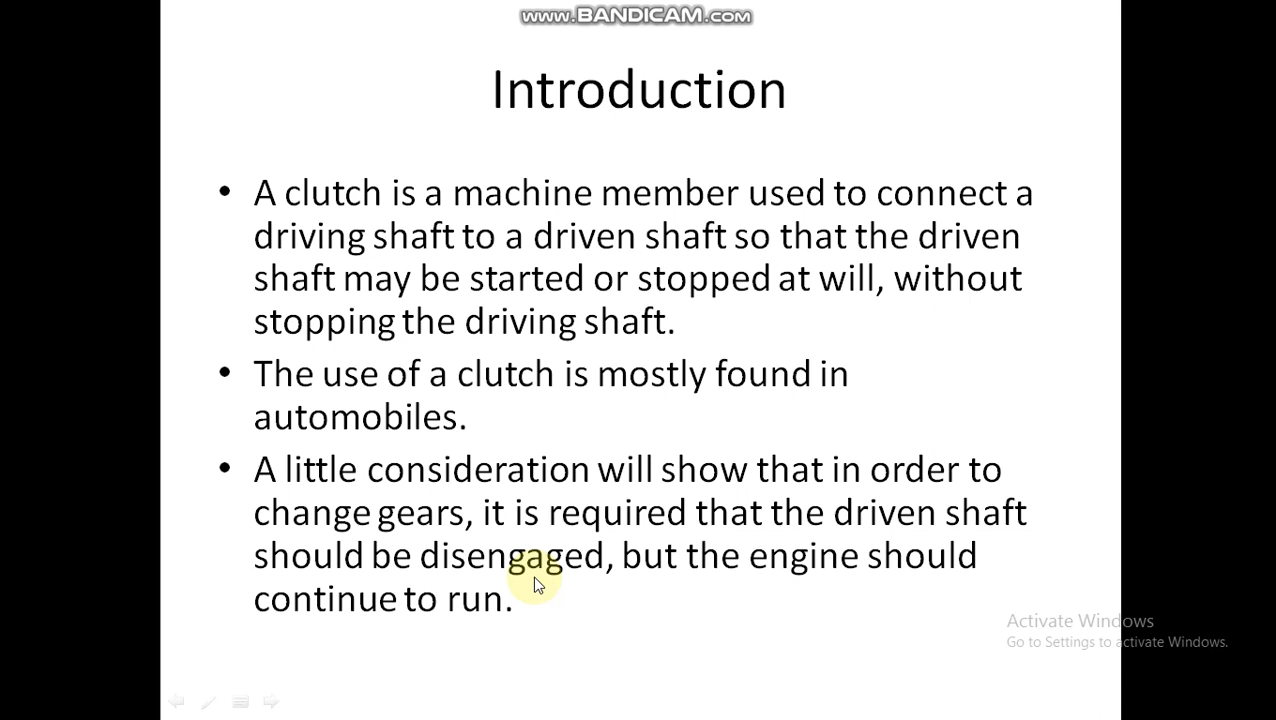 www.BANDICAM.com
Introduction
• A clutch is a machine member used to connect a
driving shaft to a driven shaft so that the driven
shaft may be started or stopped at will, without
stopping the driving shaft.
• The use of a clutch is mostly found in
automobiles.
• A little consideration will show that in order to
change gears, it is required that the driven shaft
should be disengaged, but the engine should
continue to run.
Activate Windows
Go to Settings to activate Windows.